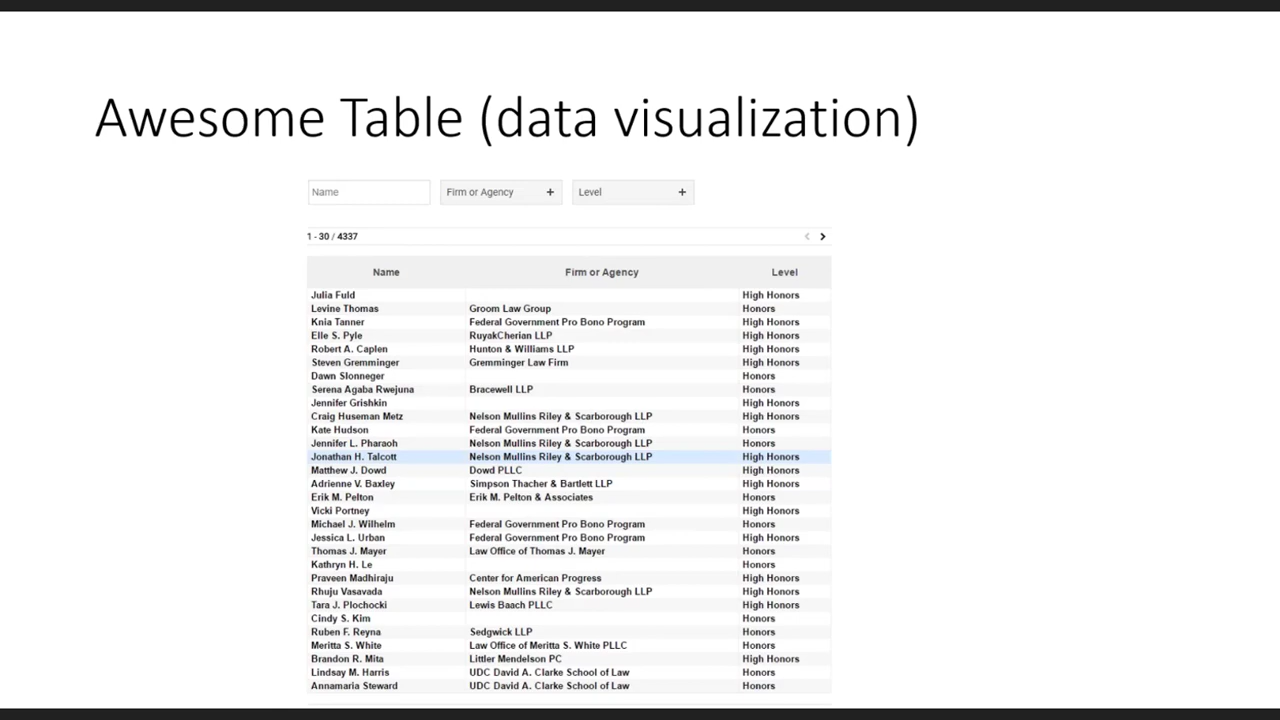 Awesome Table (data visualization)
Name Firm or Agency + Level +
1 - 30 / 4337 < >
Name Firm or Agency Level
Julia Fuld High Honors
Levine Thomas Groom Law Group Honors
Knia Tanner Federal Government Pro Bono Program High Honors
Elle S. Pyle RuyakCherian LLP High Honors
Robert A. Caplen Hunton & Williams LLP High Honors
Steven Gremminger Gremminger Law Firm High Honors
Dawn Slonneger Honors
Serena Agaba Rwejuna Bracewell LLP Honors
Jennifer Grishkin High Honors
Craig Huseman Metz Nelson Mullins Riley & Scarborough LLP High Honors
Kate Hudson Federal Government Pro Bono Program Honors
Jennifer L. Pharaoh Nelson Mullins Riley & Scarborough LLP Honors
Jonathan H. Talcott Nelson Mullins Riley & Scarborough LLP High Honors
Matthew J. Dowd Dowd PLLC High Honors
Adrienne V. Baxley Simpson Thacher & Bartlett LLP High Honors
Erik M. Pelton Erik M. Pelton & Associates Honors
Vicki Portney High Honors
Michael J. Wilhelm Federal Government Pro Bono Program Honors
Jessica L. Urban Federal Government Pro Bono Program High Honors
Thomas J. Mayer Law Office of Thomas J. Mayer Honors
Kathryn H. Le Honors
Praveen Madhiraju Center for American Progress High Honors
Rhuju Vasavada Nelson Mullins Riley & Scarborough LLP High Honors
Tara J. Plochocki Lewis Baach PLLC High Honors
Cindy S. Kim Honors
Ruben F. Reyna Sedgwick LLP Honors
Meritta S. White Law Office of Meritta S. White PLLC Honors
Brandon R. Mita Littler Mendelson PC High Honors
Lindsay M. Harris UDC David A. Clarke School of Law Honors
Annamaria Steward UDC David A. Clarke School of Law Honors